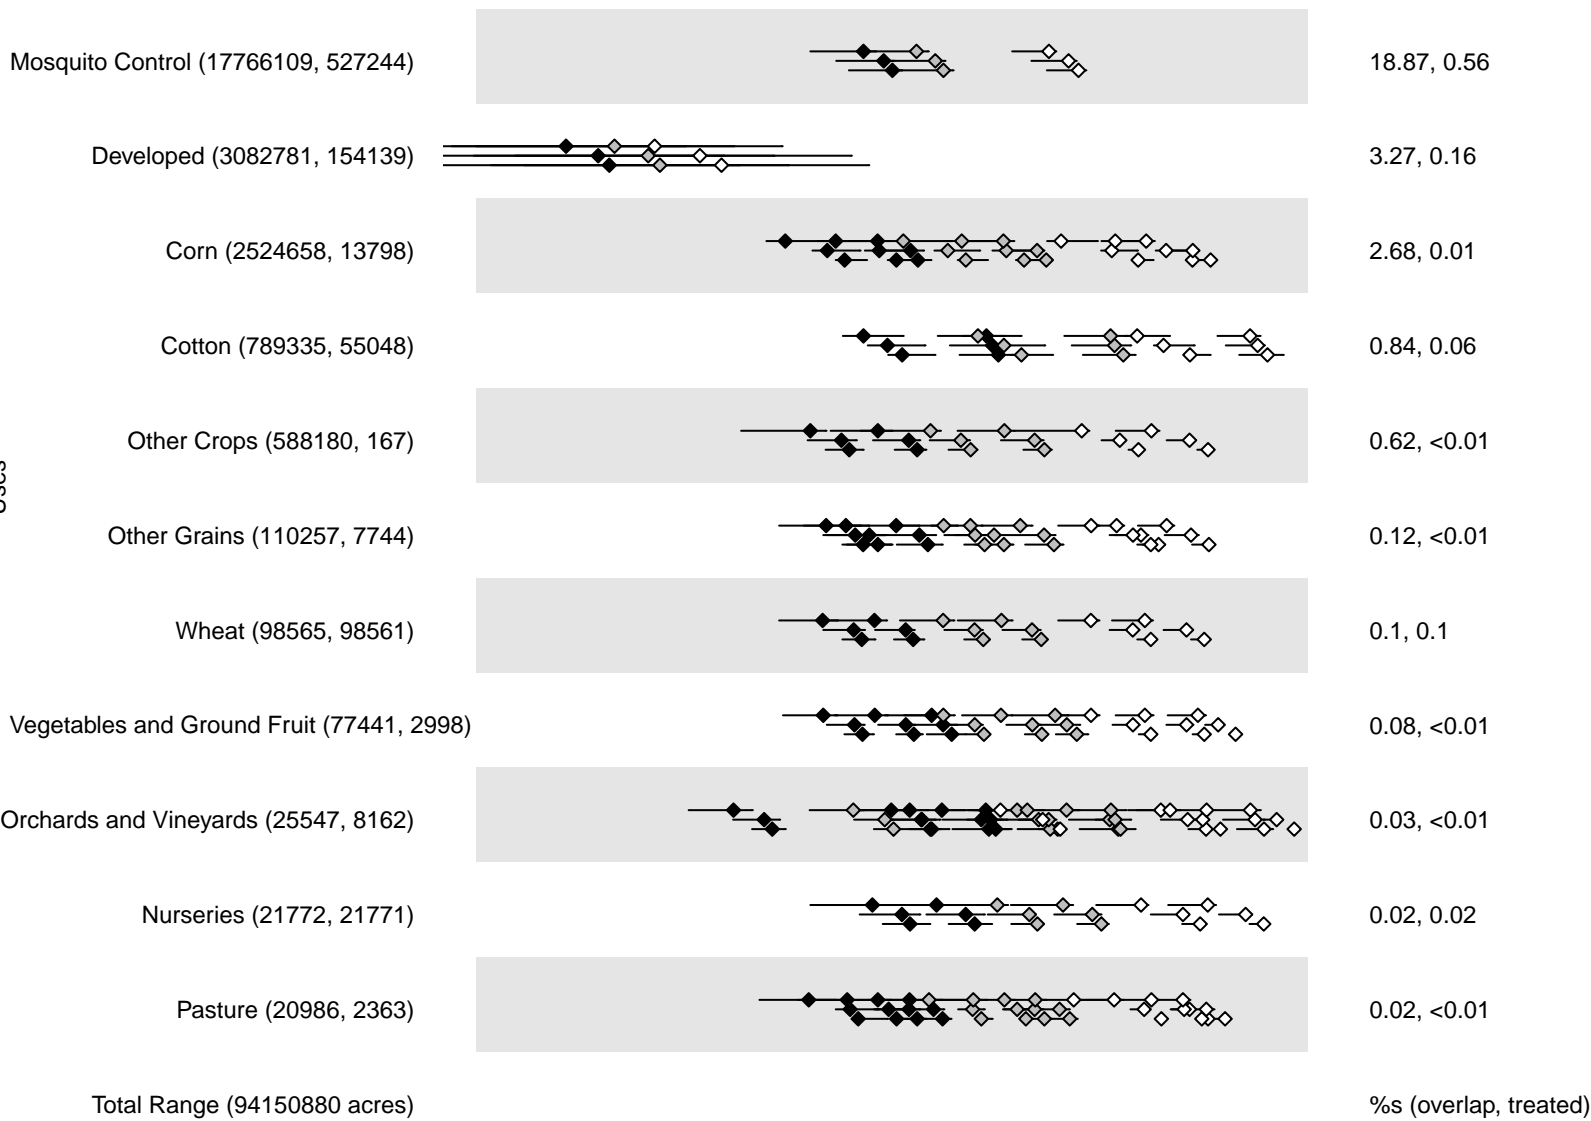 Mosquito Control (17766109, 527244) 18.87, 0.56
Developed (3082781, 154139) 3.27, 0.16
Corn (2524658, 13798) 2.68, 0.01
Cotton (789335, 55048) 0.84, 0.06
Other Crops (588180, 167) 0.62, <0.01
Other Grains (110257, 7744) 0.12, <0.01
Wheat (98565, 98561) 0.1, 0.1
Vegetables and Ground Fruit (77441, 2998) 0.08, <0.01
Orchards and Vineyards (25547, 8162) 0.03, <0.01
Nurseries (21772, 21771) 0.02, 0.02
Pasture (20986, 2363) 0.02, <0.01
Total Range (94150880 acres) %s (overlap, treated)